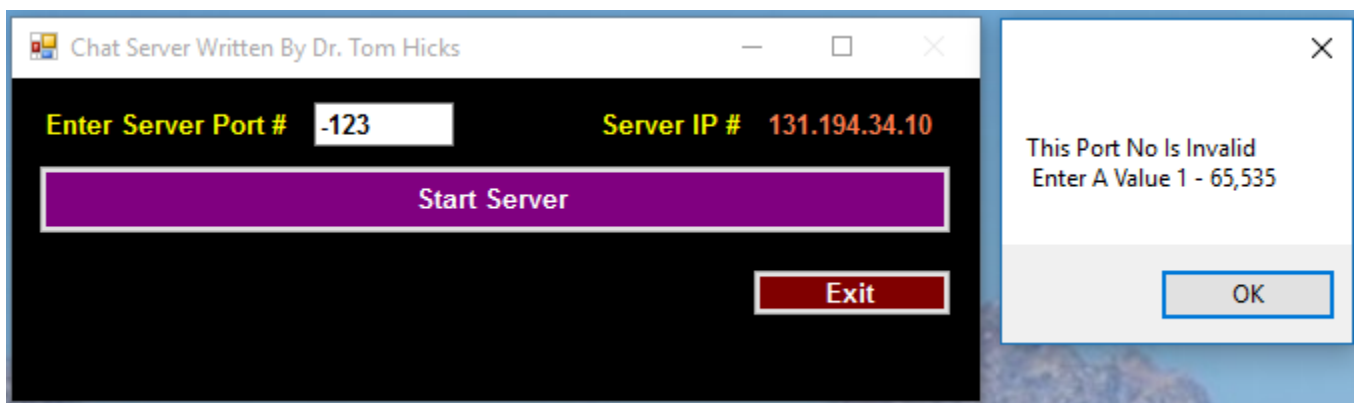 Chat Server Written By Dr. Tom Hicks
Enter Server Port # -123 Server IP # 131.194.34.10
Start Server
Exit
This Port No Is Invalid
Enter A Value 1 - 65,535
OK